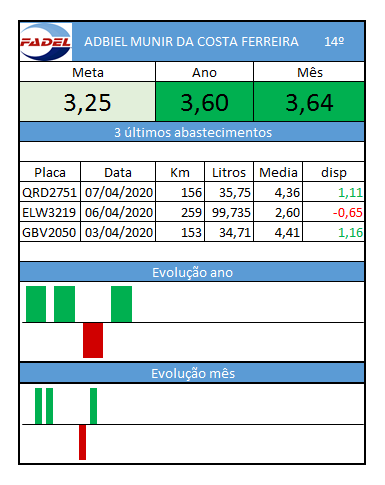 FADEL ADBIEL MUNIR DA COSTA FERREIRA 14º
Meta Ano Mês
3,25 3,60 3,64
3 últimos abastecimentos
Placa Data Km Litros Media disp
QRD2751 07/04/2020 156 35,75 4,36 1,11
ELW3219 06/04/2020 259 99,735 2,60 -0,65
GBV2050 03/04/2020 153 34,71 4,41 1,16
Evolução ano
Evolução mês